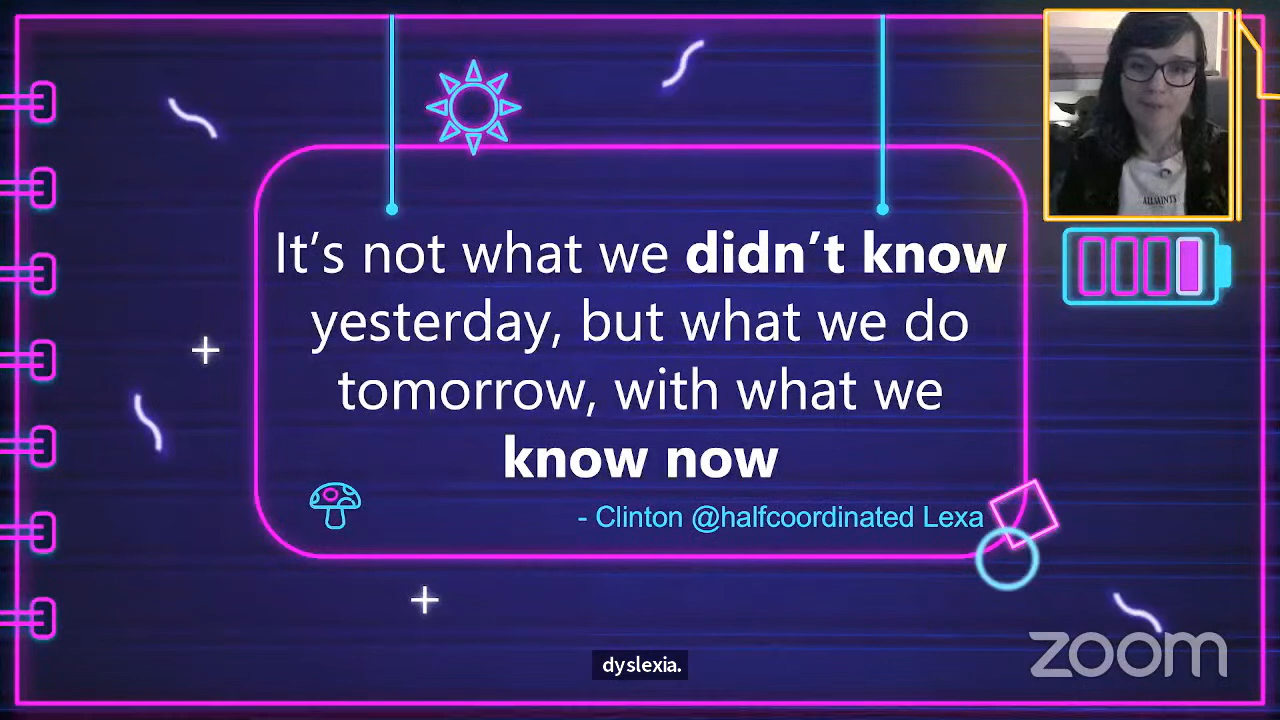 It's not what we didn't know
yesterday, but what we do
tomorrow, with what we
know now
- Clinton @halfcoordinated Lexa
ALLSAINTS
dyslexia.
zoom